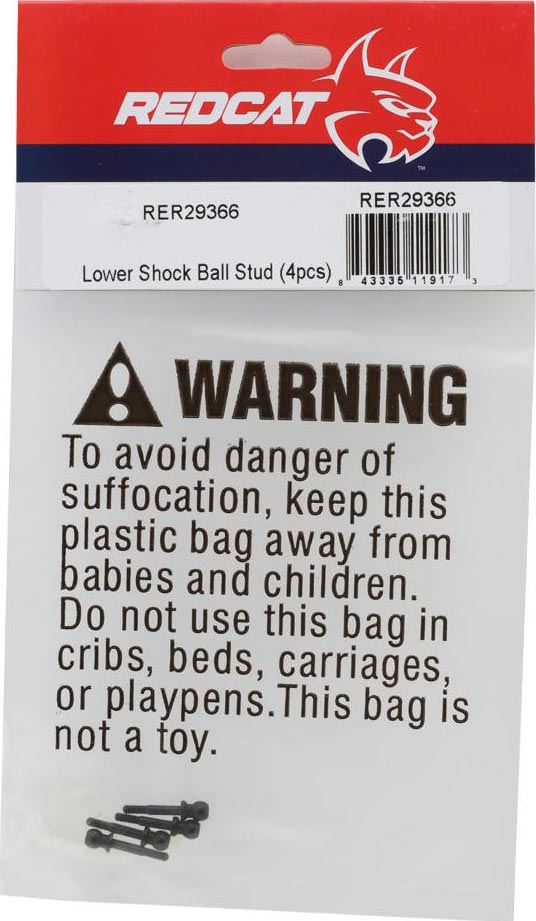 REDCAT
TM
RER29366
RER29366
Lower Shock Ball Stud (4pcs)
8 43335 11917 3
WARNING
To avoid danger of
suffocation, keep this
plastic bag away from
babies and children.
Do not use this bag in
cribs, beds, carriages,
or playpens.This bag is
not a toy.